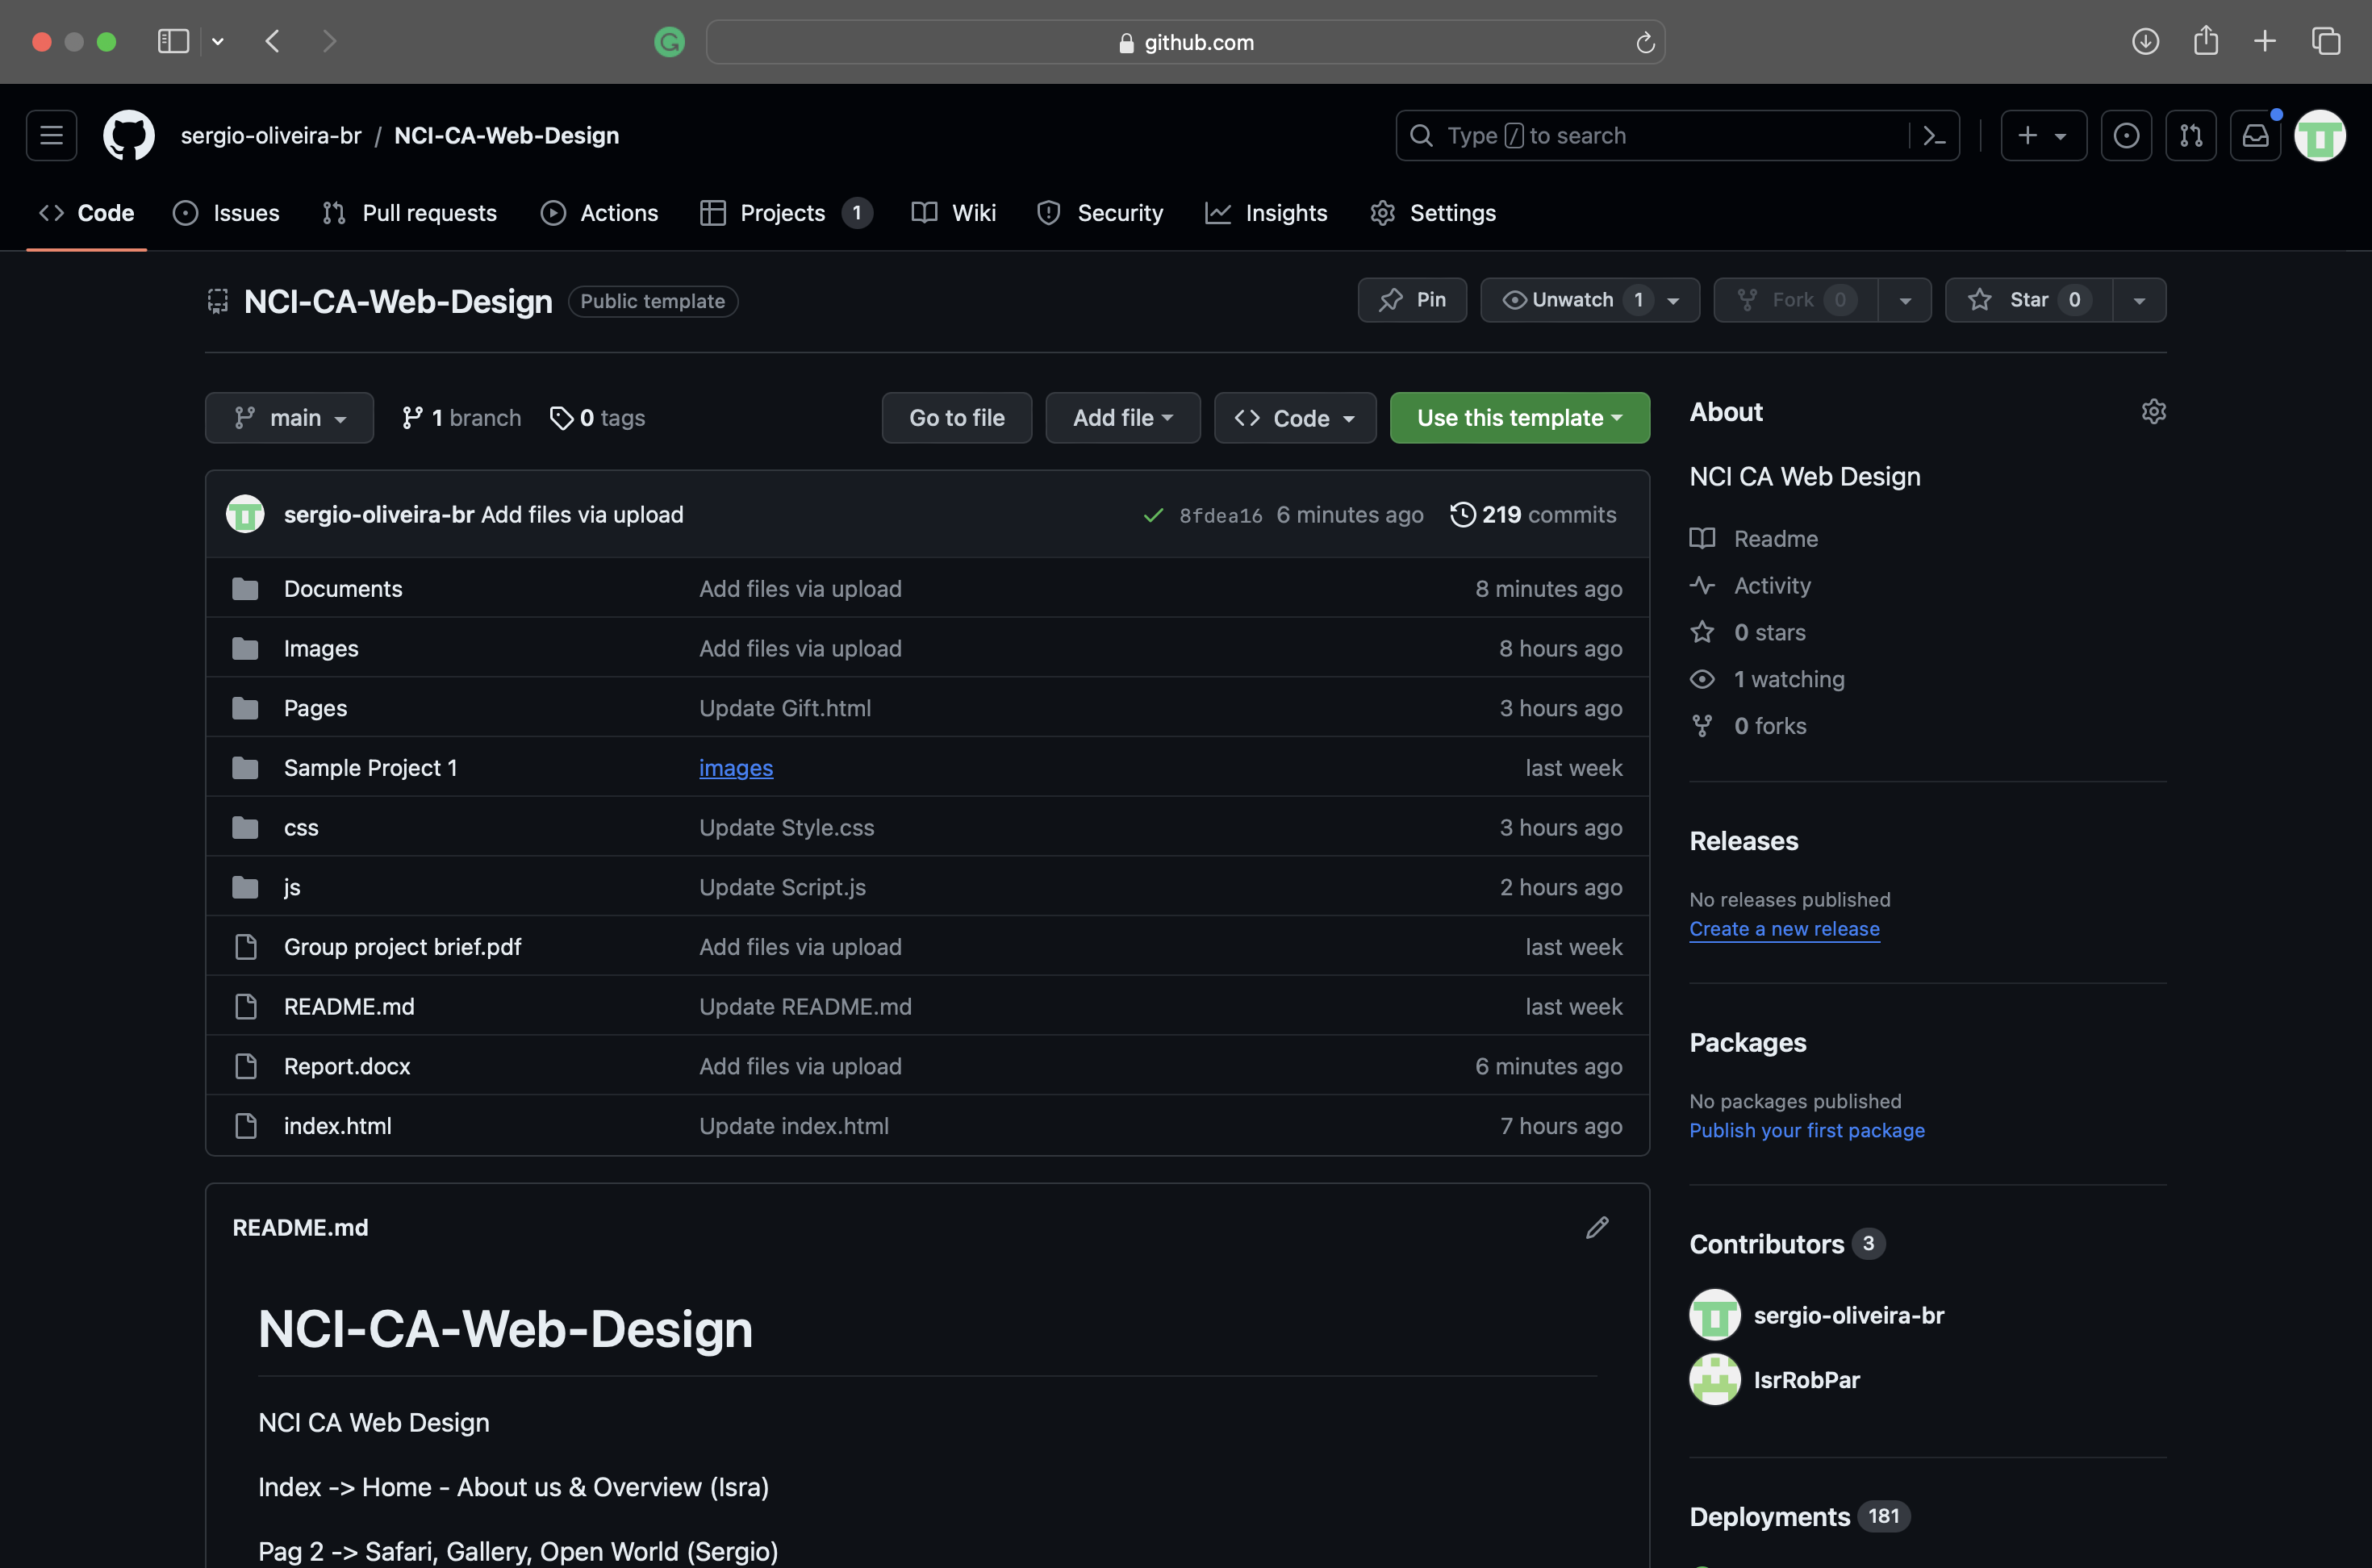 github.com
sergio-oliveira-br / NCI-CA-Web-Design
Type / to search
Code Issues Pull requests Actions Projects 1 Wiki Security Insights Settings
NCI-CA-Web-Design Public template
Pin Unwatch 1 Fork 0 Star 0
main 1 branch 0 tags Go to file Add file Code Use this template
sergio-oliveira-br Add files via upload 8fdea16 6 minutes ago 219 commits
Documents Add files via upload 8 minutes ago
Images Add files via upload 8 hours ago
Pages Update Gift.html 3 hours ago
Sample Project 1 images last week
css Update Style.css 3 hours ago
js Update Script.js 2 hours ago
Group project brief.pdf Add files via upload last week
README.md Update README.md last week
Report.docx Add files via upload 6 minutes ago
index.html Update index.html 7 hours ago
README.md
NCI-CA-Web-Design
NCI CA Web Design
Index -> Home - About us & Overview (Isra)
Pag 2 -> Safari, Gallery, Open World (Sergio)
About
NCI CA Web Design
Readme
Activity
0 stars
1 watching
0 forks
Releases
No releases published
Create a new release
Packages
No packages published
Publish your first package
Contributors 3
sergio-oliveira-br
IsrRobPar
Deployments 181